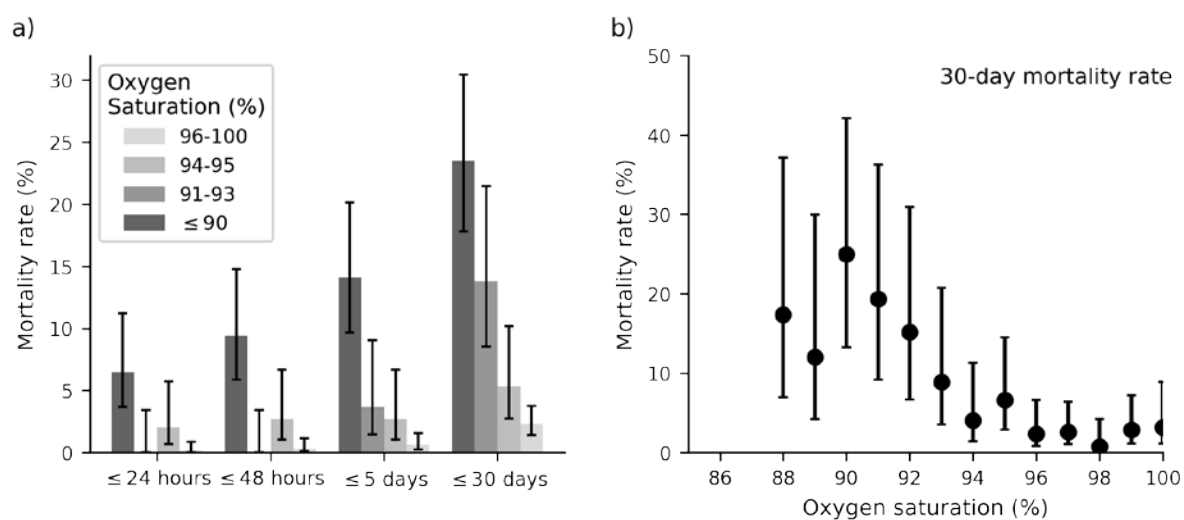 a)
Oxygen
Saturation (%)
96-100
94-95
91-93
≤90
Mortality rate (%)
30
25
20
15
10
5
0
≤24 hours ≤48 hours ≤5 days ≤30 days
b)
30-day mortality rate
Mortality rate (%)
50
40
30
20
10
0
86 88 90 92 94 96 98 100
Oxygen saturation (%)